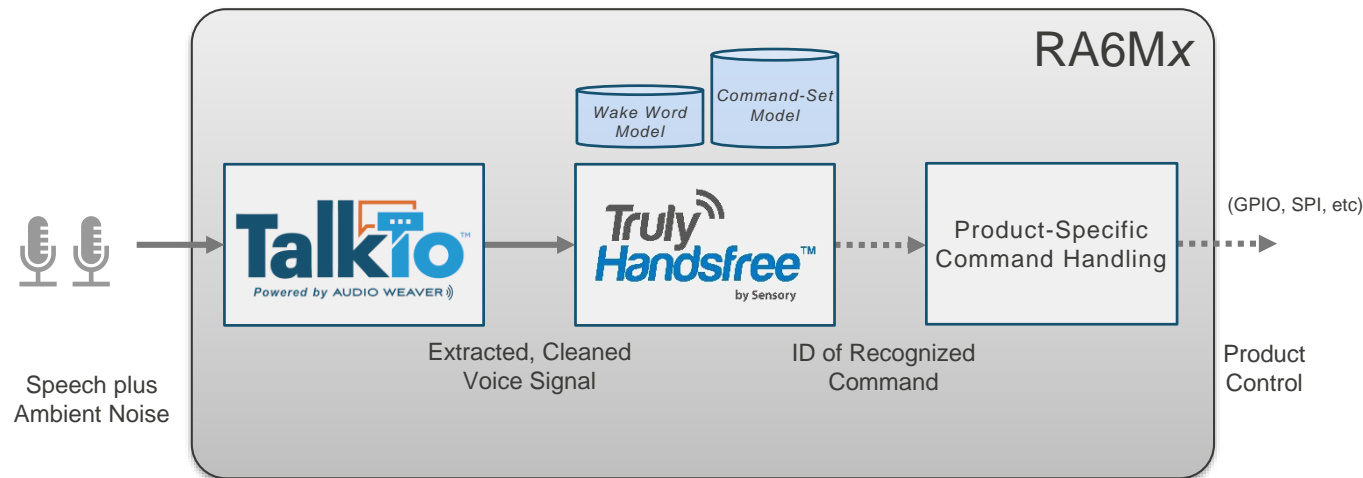 RA6Mx
Wake Word
Model
Command-Set
Model
TalkTo™
Powered by AUDIO WEAVER
Truly
Handsfree™
by Sensory
Product-Specific
Command Handling
(GPIO, SPI, etc)
Speech plus
Ambient Noise
Extracted, Cleaned
Voice Signal
ID of Recognized
Command
Product
Control